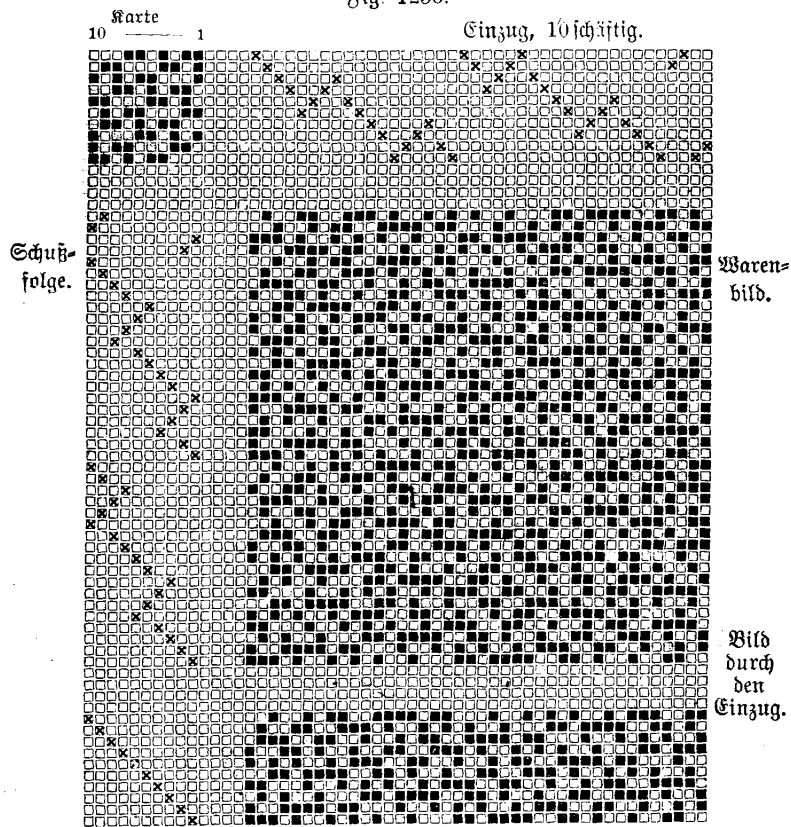 Karte
10 —— 1
Einzug, 10schäftig.
Schuß=
folge.
Waren=
bild.
Bild
durch
den
Einzug.